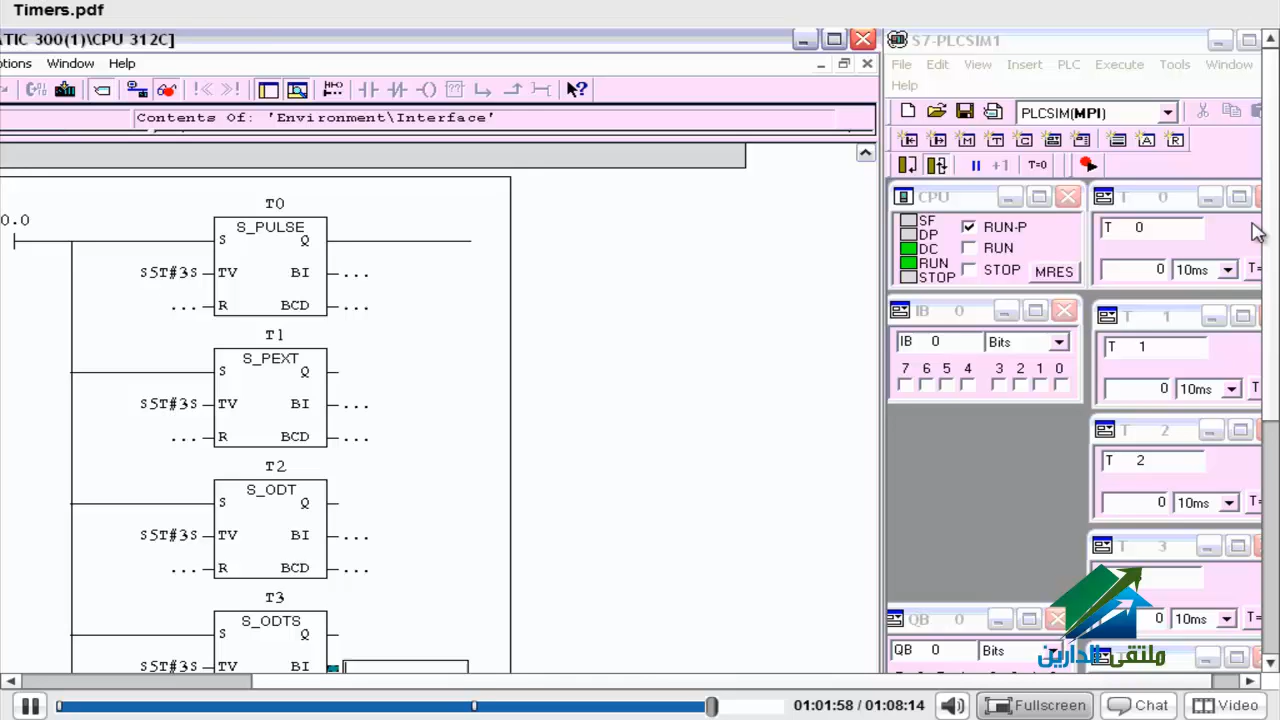 Timers.pdf
TIC 300(1)\CPU 312C]
ptions Window Help
Contents Of: 'Environment\Interface'
0.0
T0
S_PULSE
S Q
S5T#3S TV BI ...
... R BCD
T1
S_PEXT
S Q
S5T#3S TV BI ...
... R BCD
T2
S_ODT
S Q
S5T#3S TV BI ...
... R BCD
T3
S_ODTS
S Q
S5T#3S TV BI
S7-PLCSIM1
File Edit View Insert PLC Execute Tools Window
Help
PLCSIM(MPI)
+1 T=0
CPU
SF
DP
DC
RUN
STOP
RUN-P
RUN
STOP MRES
T 0
T 0
0 10ms T=
IB 0
IB 0 Bits
7 6 5 4 3 2 1 0
T 1
T 1
0 10ms T
T 2
T 2
0 10ms T=
T 3
0 10ms T=
QB 0
QB 0 Bits
ملتقى الدارين
01:01:58 / 01:08:14 Fullscreen Chat Video